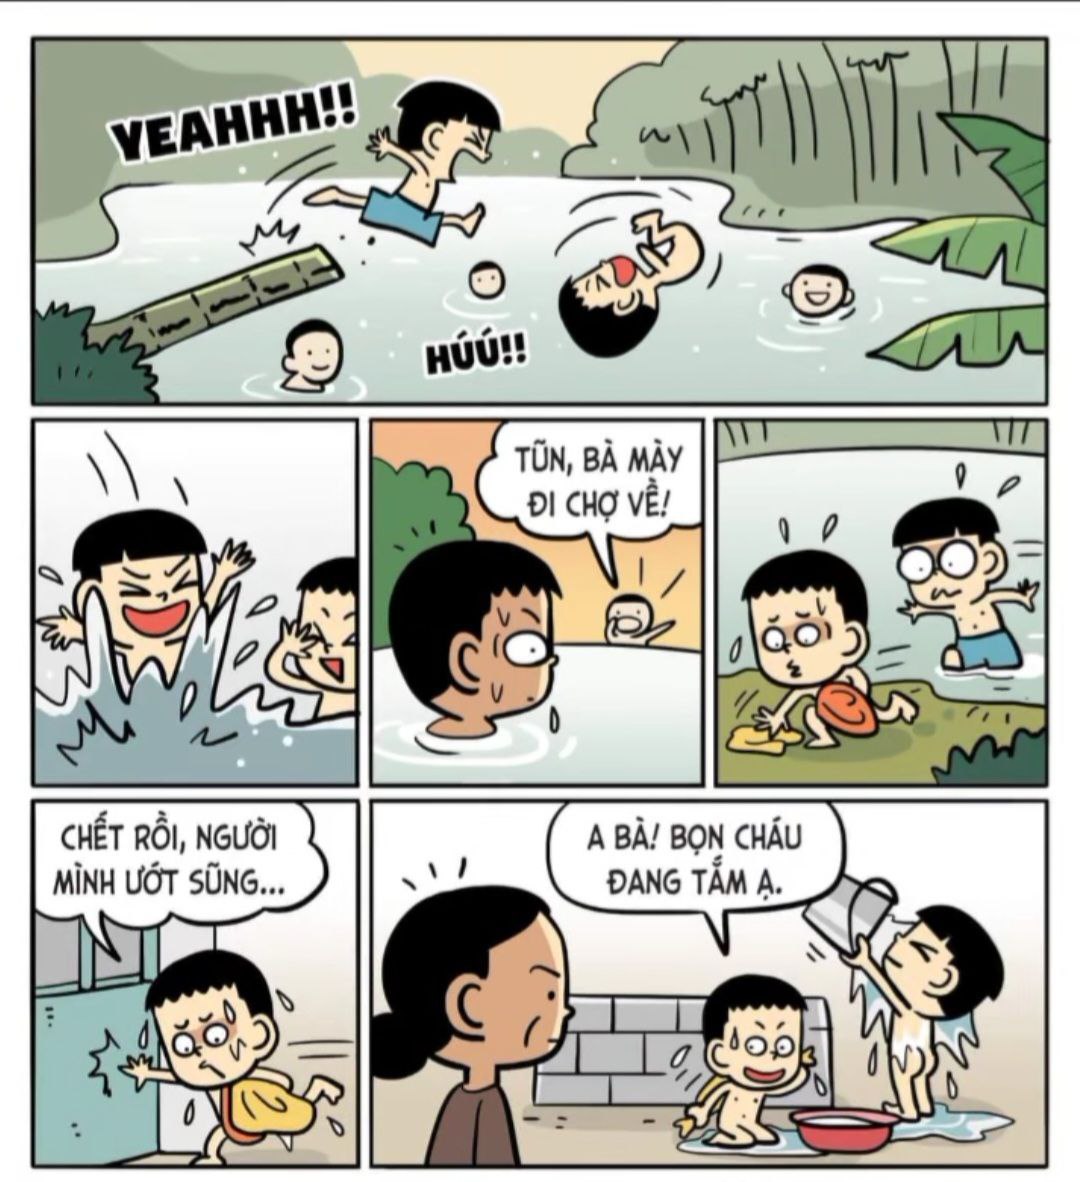 YEAHHH!!
HÚÚ!!
TŨN, BÀ MÀY
ĐI CHỢ VỀ!
CHẾT RỒI, NGƯỜI
MÌNH ƯỚT SŨNG...
A BÀ! BỌN CHÁU
ĐANG TẮM Ạ.